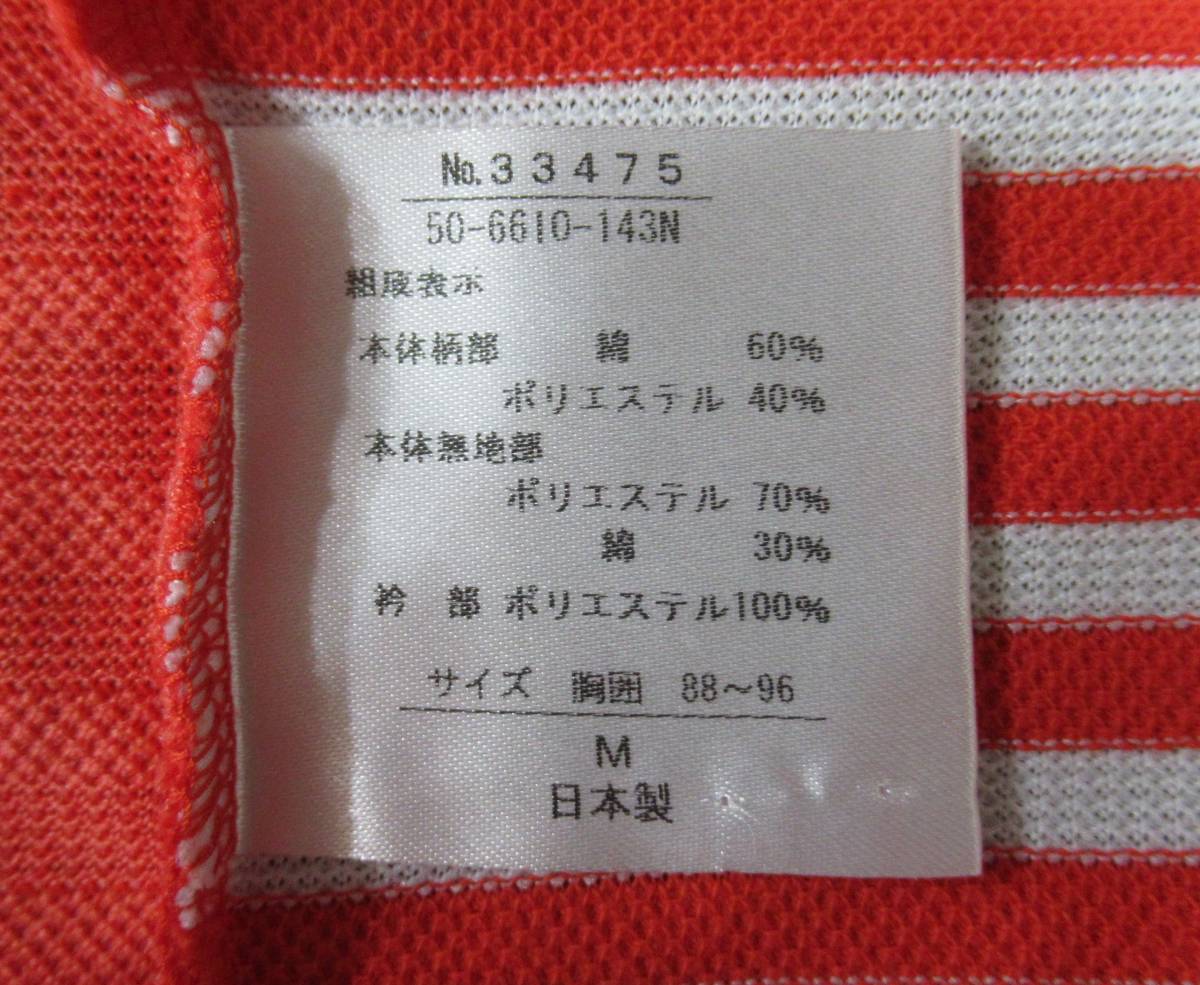 No.33475
50-6610-143N
組成表示
本体柄部 綿 60%
ポリエステル 40%
本体無地部
ポリエステル 70%
綿 30%
衿 部 ポリエステル100%
サイズ 胸囲 88～96
M
日本製